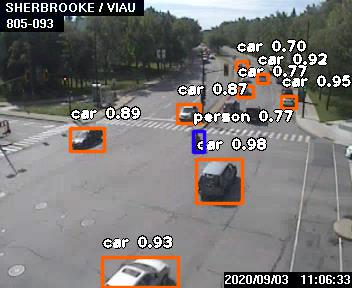 SHERBROOKE / VIAU
805-093
car 0.70
car 0.92
car 0.77
car 0.95
car 0.87
car 0.89
person 0.77
car 0.98
car 0.93
2020/09/03 11:06:33